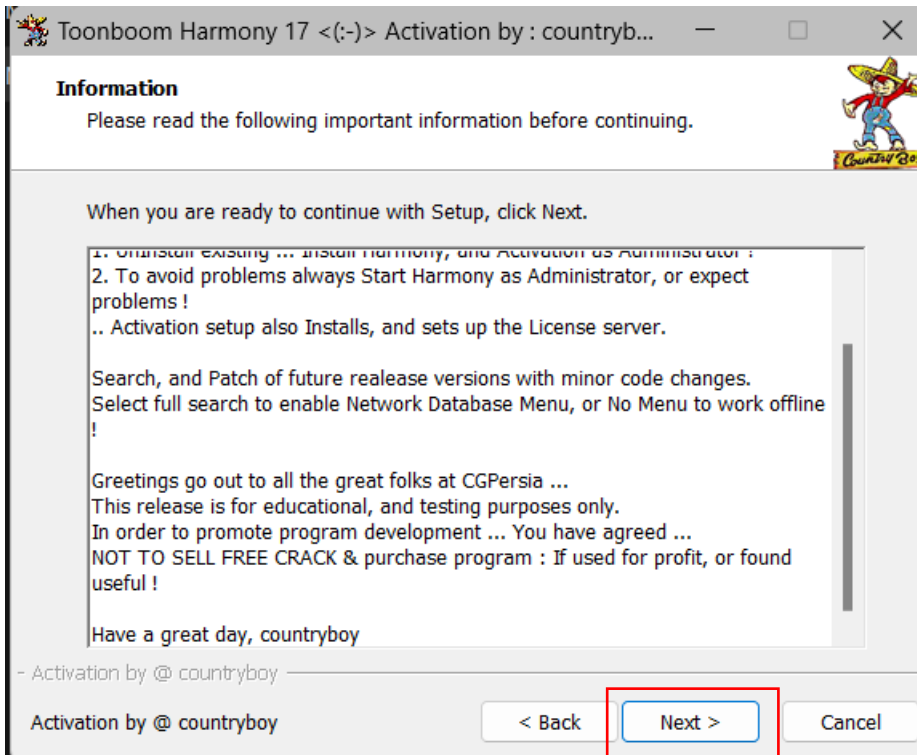 Toonboom Harmony 17 <(:-)> Activation by : countryb...
Information
Please read the following important information before continuing.
Country Bo
When you are ready to continue with Setup, click Next.
1. Uninstall existing ... Install Harmony, and Activation as Administrator !
2. To avoid problems always Start Harmony as Administrator, or expect
problems !
.. Activation setup also Installs, and sets up the License server.
Search, and Patch of future realease versions with minor code changes.
Select full search to enable Network Database Menu, or No Menu to work offline
!
Greetings go out to all the great folks at CGPersia ...
This release is for educational, and testing purposes only.
In order to promote program development ... You have agreed ...
NOT TO SELL FREE CRACK & purchase program : If used for profit, or found
useful !
Have a great day, countryboy
- Activation by @ countryboy
Activation by @ countryboy
< Back
Next >
Cancel